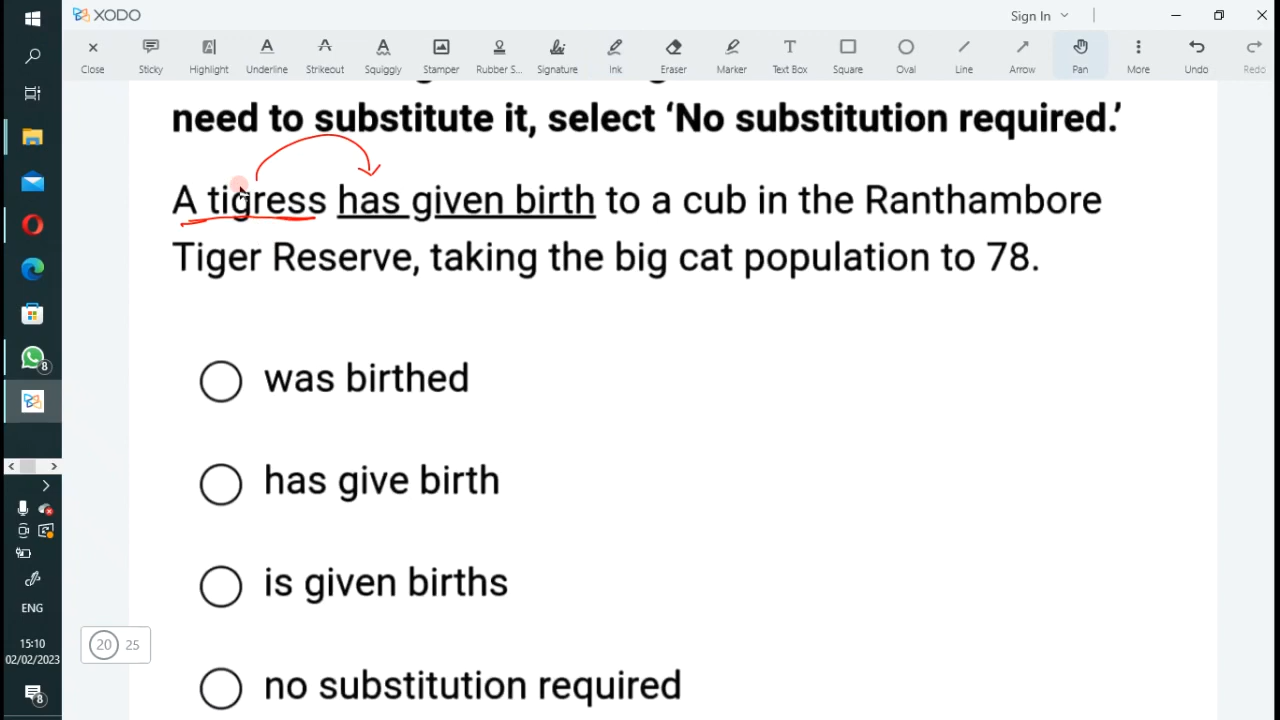 XODO
Sign In
Close
Sticky
Highlight
Underline
Strikeout
Squiggly
Stamper
Rubber S...
Signature
Ink
Eraser
Marker
Text Box
Square
Oval
Line
Arrow
Pan
More
Undo
Redo
need to substitute it, select ‘No substitution required.’
A tigress has given birth to a cub in the Ranthambore
Tiger Reserve, taking the big cat population to 78.
was birthed
has give birth
is given births
no substitution required
20 25
8
ENG
15:10
02/02/2023
8